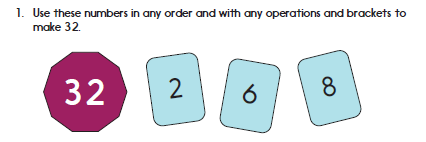 1. Use these numbers in any order and with any operations and brackets to
make 32.
32 2 6 8